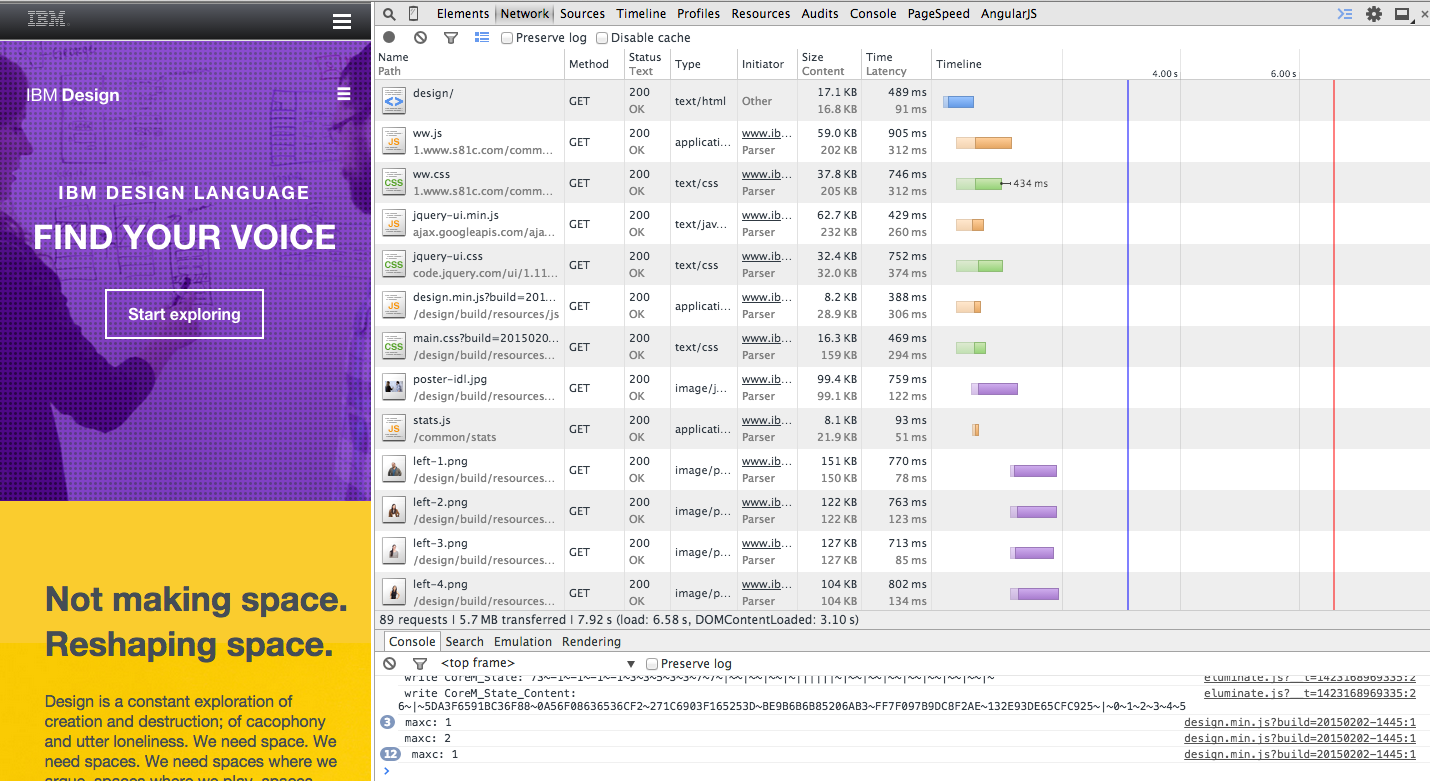 IBM
IBM Design
IBM DESIGN LANGUAGE
FIND YOUR VOICE
Start exploring
Not making space.
Reshaping space.
Design is a constant exploration of
creation and destruction; of cacophony
and utter loneliness. We need space. We
need spaces. We need spaces where we
argue, spaces where we play, spaces
Elements Network Sources Timeline Profiles Resources Audits Console PageSpeed AngularJS
Preserve log Disable cache
Name Path Method Status Text Type Initiator Size Content Time Latency Timeline 4.00 s 6.00 s
design/ GET 200 OK text/html Other 17.1 KB 16.8 KB 489 ms 91 ms
ww.js 1.www.s81c.com/comm... GET 200 OK applicati... www.ib... Parser 59.0 KB 202 KB 905 ms 312 ms
ww.css 1.www.s81c.com/comm... GET 200 OK text/css www.ib... Parser 37.8 KB 205 KB 746 ms 312 ms 434 ms
jquery-ui.min.js ajax.googleapis.com/aja... GET 200 OK text/jav... www.ib... Parser 62.7 KB 232 KB 429 ms 260 ms
jquery-ui.css code.jquery.com/ui/1.11... GET 200 OK text/css www.ib... Parser 32.4 KB 32.0 KB 752 ms 374 ms
design.min.js?build=201... /design/build/resources/js GET 200 OK applicati... www.ib... Parser 8.2 KB 28.9 KB 388 ms 306 ms
main.css?build=2015020... /design/build/resources... GET 200 OK text/css www.ib... Parser 16.3 KB 159 KB 469 ms 294 ms
poster-idl.jpg /design/build/resources... GET 200 OK image/j... www.ib... Parser 99.4 KB 99.1 KB 759 ms 122 ms
stats.js /common/stats GET 200 OK applicati... www.ib... Parser 8.1 KB 21.9 KB 93 ms 51 ms
left-1.png /design/build/resources... GET 200 OK image/p... www.ib... Parser 151 KB 150 KB 770 ms 78 ms
left-2.png /design/build/resources... GET 200 OK image/p... www.ib... Parser 122 KB 122 KB 763 ms 123 ms
left-3.png /design/build/resources... GET 200 OK image/p... www.ib... Parser 127 KB 127 KB 713 ms 85 ms
left-4.png /design/build/resources... GET 200 OK image/p... www.ib... Parser 104 KB 104 KB 802 ms 134 ms
89 requests | 5.7 MB transferred | 7.92 s (load: 6.58 s, DOMContentLoaded: 3.10 s)
Console Search Emulation Rendering
<top frame> Preserve log
write CoreM_State: eluminate.js?__t=1423168969335:2
write CoreM_State_Content: eluminate.js?__t=1423168969335:2
6~|~5DA3F6591BC36F88~0A56F08636536CF2~271C6903F165253D~BE9B6B6B85206AB3~FF7F097B9DC8F2AE~132E93DE65CFC925~|~0~1~2~3~4~5
3 maxc: 1 design.min.js?build=20150202-1445:1
maxc: 2 design.min.js?build=20150202-1445:1
12 maxc: 1 design.min.js?build=20150202-1445:1